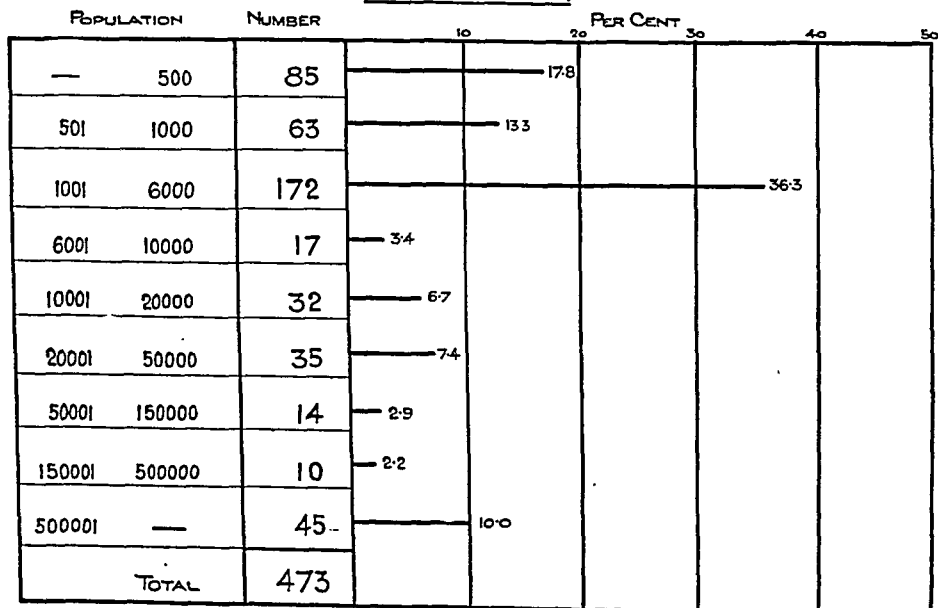 POPULATION NUMBER PER CENT
10 20 30 40 50
— 500 85 17.8
501 1000 63 133
1001 6000 172 36.3
6001 10000 17 3.4
10001 20000 32 6.7
20001 50000 35 7.4
50001 150000 14 2.9
150001 500000 10 2.2
500001 — 45 10.0
TOTAL 473